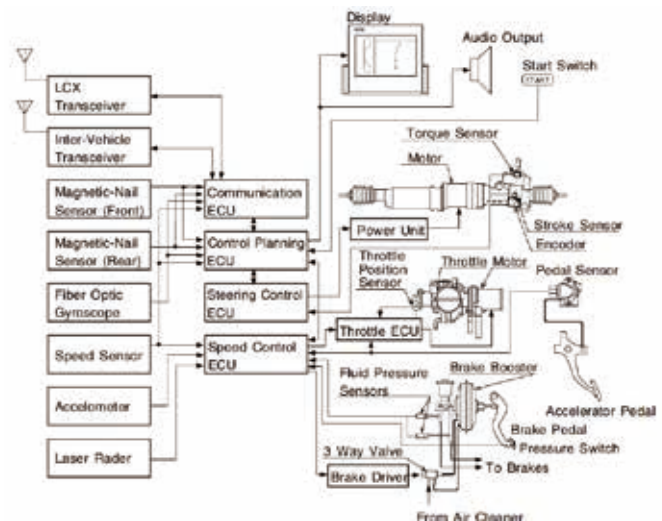 Display
Audio Output
Start Switch
START
LCX
Transceiver
Inter-Vehicle
Transceiver
Magnetic-Nail
Sensor (Front)
Magnetic-Nail
Sensor (Rear)
Fiber Optic
Gyroscope
Speed Sensor
Accelometer
Laser Rader
Communication
ECU
Control Planning
ECU
Steering Control
ECU
Speed Control
ECU
Torque Sensor
Motor
Power Unit
Stroke Sensor
Encoder
Throttle
Position
Sensor
Throttle Motor
Pedal Sensor
Throttle ECU
Fluid Pressure
Sensors
Brake Booster
Accelerator Pedal
Brake Pedal
Pressure Switch
3 Way Valve
To Brakes
Brake Driver
From Air Cleaner